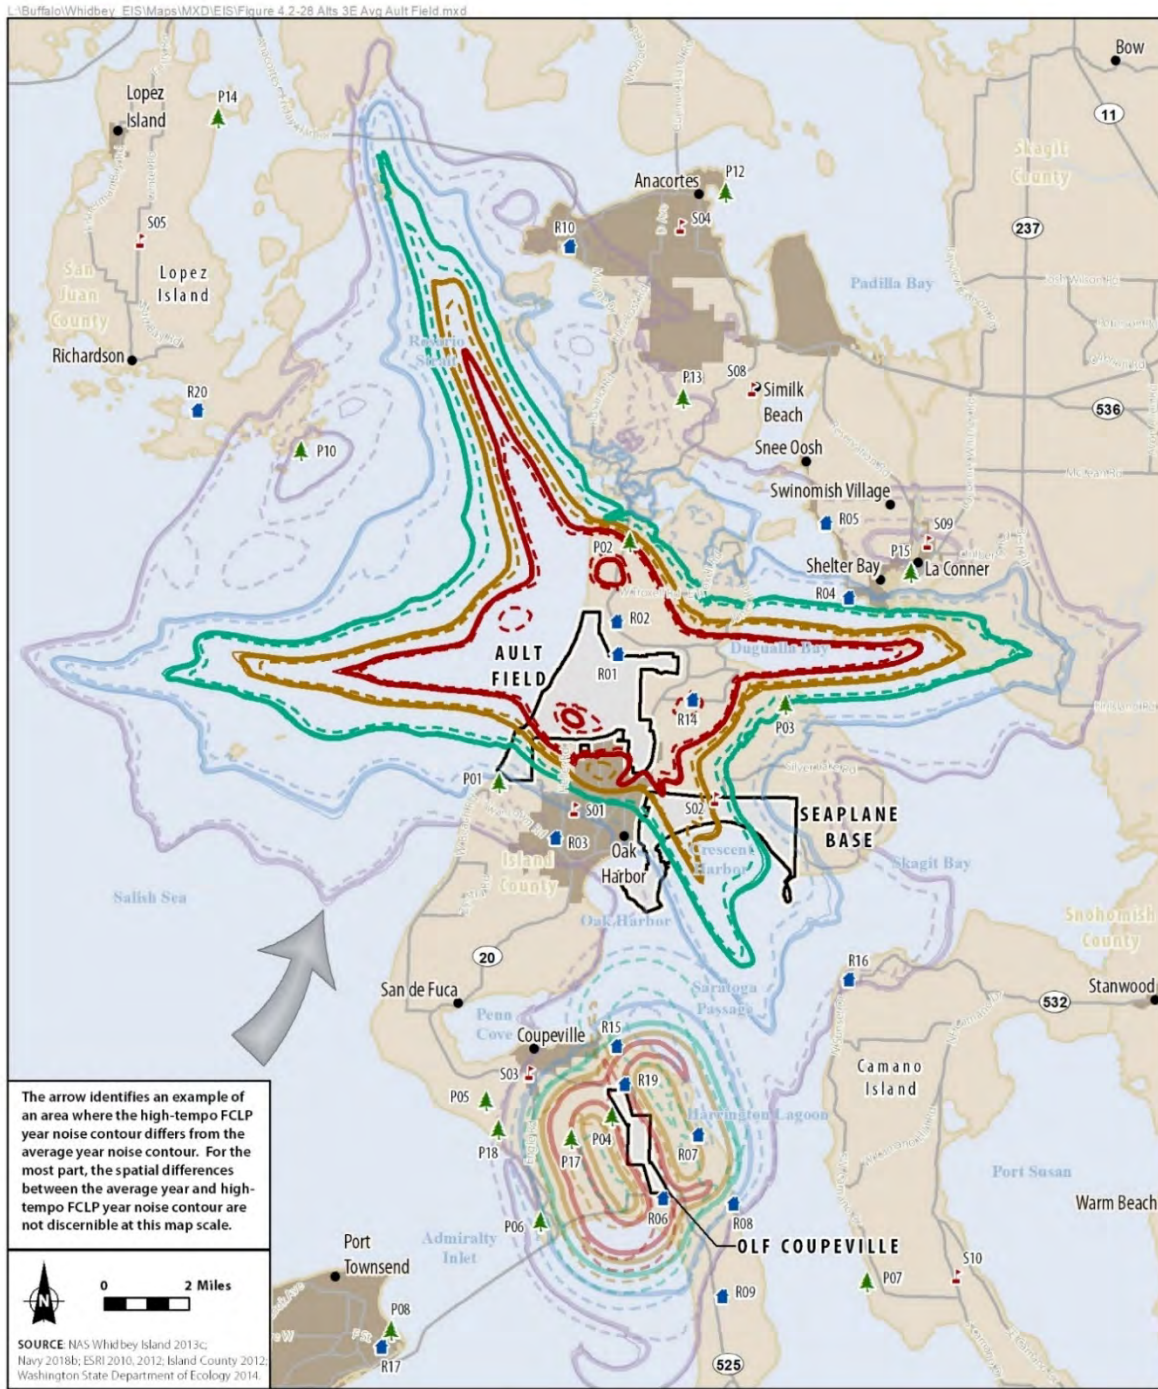 L:\Buffalo\Whidbey_EIS\Maps\MXD\EIS\Figure 4.2-28 Alts 3E Avg Ault Field.mxd
Bow
Lopez
Island
P14
11
Skagit
County
Anacortes
P12
S04
R10
S05
237
San
Juan
County
Lopez
Island
Padilla Bay
Rosario
Strait
Richardson
R20
P13
S08
Similk
Beach
536
P10
Snee Oosh
Swinomish Village
R05
S09
P02
P15
La Conner
Shelter Bay
R04
R02
AULT
FIELD
R01
Dugualla Bay
R14
P03
P01
S02
S01
SEAPLANE
BASE
R03
Oak
Harbor
Crescent
Harbor
Island
County
Skagit Bay
Salish Sea
Oak Harbor
Snohomish
County
20
R16
San de Fuca
Saratoga
Passage
532
Stanwood
Penn
Cove
R15
Coupeville
S03
R19
Camano
Island
P05
Harrington Lagoon
P18
P04
P17
R07
Port Susan
R06
R08
Warm Beach
P06
Admiralty
Inlet
OLF COUPEVILLE
S10
P07
R09
Port
Townsend
P08
R17
525
The arrow identifies an example of
an area where the high-tempo FCLP
year noise contour differs from the
average year noise contour. For the
most part, the spatial differences
between the average year and high-
tempo FCLP year noise contour are
not discernible at this map scale.
N
0 2 Miles
SOURCE: NAS Whidbey Island 2013c;
Navy 2018b; ESRI 2010, 2012; Island County 2012;
Washington State Department of Ecology 2014.